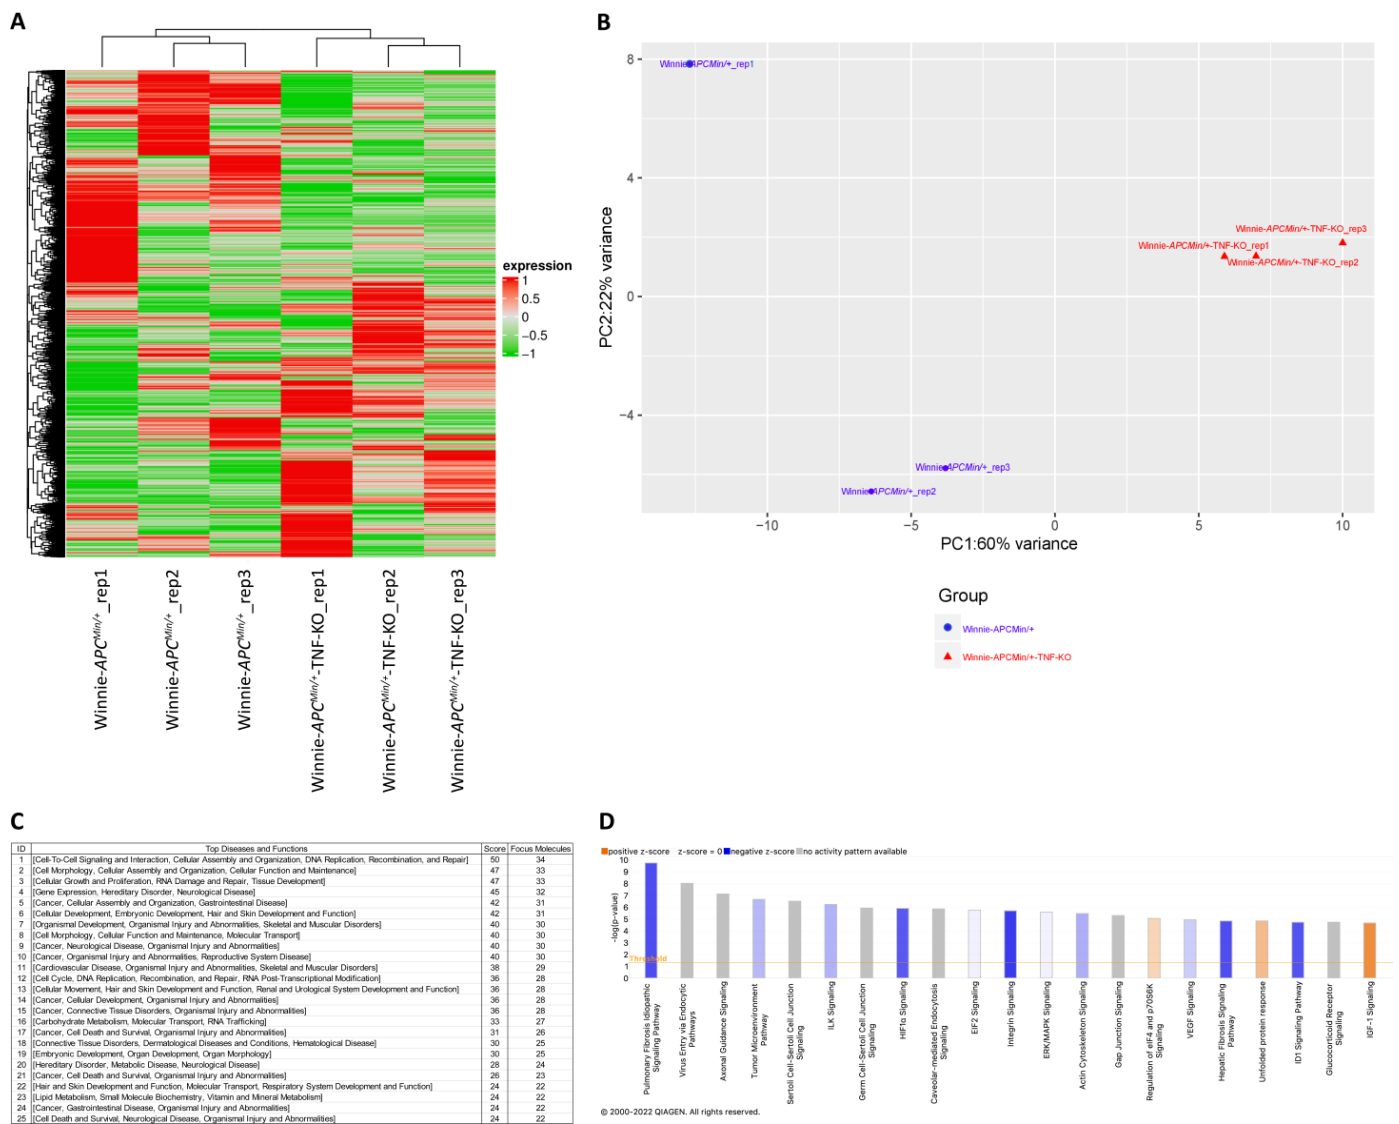 A
expression
1
0.5
0
−0.5
−1
Winnie-APCMin/+_rep1
Winnie-APCMin/+_rep2
Winnie-APCMin/+_rep3
Winnie-APCMin/+-TNF-KO_rep1
Winnie-APCMin/+-TNF-KO_rep2
Winnie-APCMin/+-TNF-KO_rep3
B
PC2:22% variance
8
4
0
−4
Winnie-APCMin/+_rep1
Winnie-APCMin/+-TNF-KO_rep3
Winnie-APCMin/+-TNF-KO_rep1
Winnie-APCMin/+-TNF-KO_rep2
Winnie-APCMin/+_rep3
Winnie-APCMin/+_rep2
−10 −5 0 5 10
PC1:60% variance
Group
Winnie-APCMin/+
Winnie-APCMin/+-TNF-KO
C
ID Top Diseases and Functions Score Focus Molecules
1 [Cell-To-Cell Signaling and Interaction, Cellular Assembly and Organization, DNA Replication, Recombination, and Repair] 50 34
2 [Cell Morphology, Cellular Assembly and Organization, Cellular Function and Maintenance] 47 33
3 [Cellular Growth and Proliferation, RNA Damage and Repair, Tissue Development] 47 33
4 [Gene Expression, Hereditary Disorder, Neurological Disease] 45 32
5 [Cancer, Cellular Assembly and Organization, Gastrointestinal Disease] 42 31
6 [Cellular Development, Embryonic Development, Hair and Skin Development and Function] 42 31
7 [Organismal Development, Organismal Injury and Abnormalities, Skeletal and Muscular Disorders] 40 30
8 [Cell Morphology, Cellular Function and Maintenance, Molecular Transport] 40 30
9 [Cancer, Neurological Disease, Organismal Injury and Abnormalities] 40 30
10 [Cancer, Organismal Injury and Abnormalities, Reproductive System Disease] 40 30
11 [Cardiovascular Disease, Organismal Injury and Abnormalities, Skeletal and Muscular Disorders] 38 29
12 [Cell Cycle, DNA Replication, Recombination, and Repair, RNA Post-Transcriptional Modification] 36 28
13 [Cellular Movement, Hair and Skin Development and Function, Renal and Urological System Development and Function] 36 28
14 [Cancer, Cellular Development, Organismal Injury and Abnormalities] 36 28
15 [Cancer, Connective Tissue Disorders, Organismal Injury and Abnormalities] 36 28
16 [Carbohydrate Metabolism, Molecular Transport, RNA Trafficking] 33 27
17 [Cancer, Cell Death and Survival, Organismal Injury and Abnormalities] 31 26
18 [Connective Tissue Disorders, Dermatological Diseases and Conditions, Hematological Disease] 30 25
19 [Embryonic Development, Organ Development, Organ Morphology] 30 25
20 [Hereditary Disorder, Metabolic Disease, Neurological Disease] 28 24
21 [Cancer, Cell Death and Survival, Organismal Injury and Abnormalities] 26 23
22 [Hair and Skin Development and Function, Molecular Transport, Respiratory System Development and Function] 24 22
23 [Lipid Metabolism, Small Molecule Biochemistry, Vitamin and Mineral Metabolism] 24 22
24 [Cancer, Gastrointestinal Disease, Organismal Injury and Abnormalities] 24 22
25 [Cell Death and Survival, Neurological Disease, Organismal Injury and Abnormalities] 24 22
D
positive z-score z-score = 0 negative z-score no activity pattern available
-log(p-value)
10
9
8
7
6
5
4
3
2
1
0
Threshold
Pulmonary Fibrosis Idiopathic
Signaling Pathway
Virus Entry via Endocytic
Pathways
Axonal Guidance Signaling
Tumor Microenvironment
Pathway
Sertoli Cell-Sertoli Cell Junction
Signaling
ILK Signaling
Germ Cell-Sertoli Cell Junction
Signaling
HIF1α Signaling
Caveolar-mediated Endocytosis
Signaling
EIF2 Signaling
Integrin Signaling
ERK/MAPK Signaling
Actin Cytoskeleton Signaling
Gap Junction Signaling
Regulation of eIF4 and p70S6K
Signaling
VEGF Signaling
Hepatic Fibrosis Signaling
Pathway
Unfolded protein response
ID1 Signaling Pathway
Glucocorticoid Receptor
Signaling
IGF-1 Signaling
© 2000-2022 QIAGEN. All rights reserved.